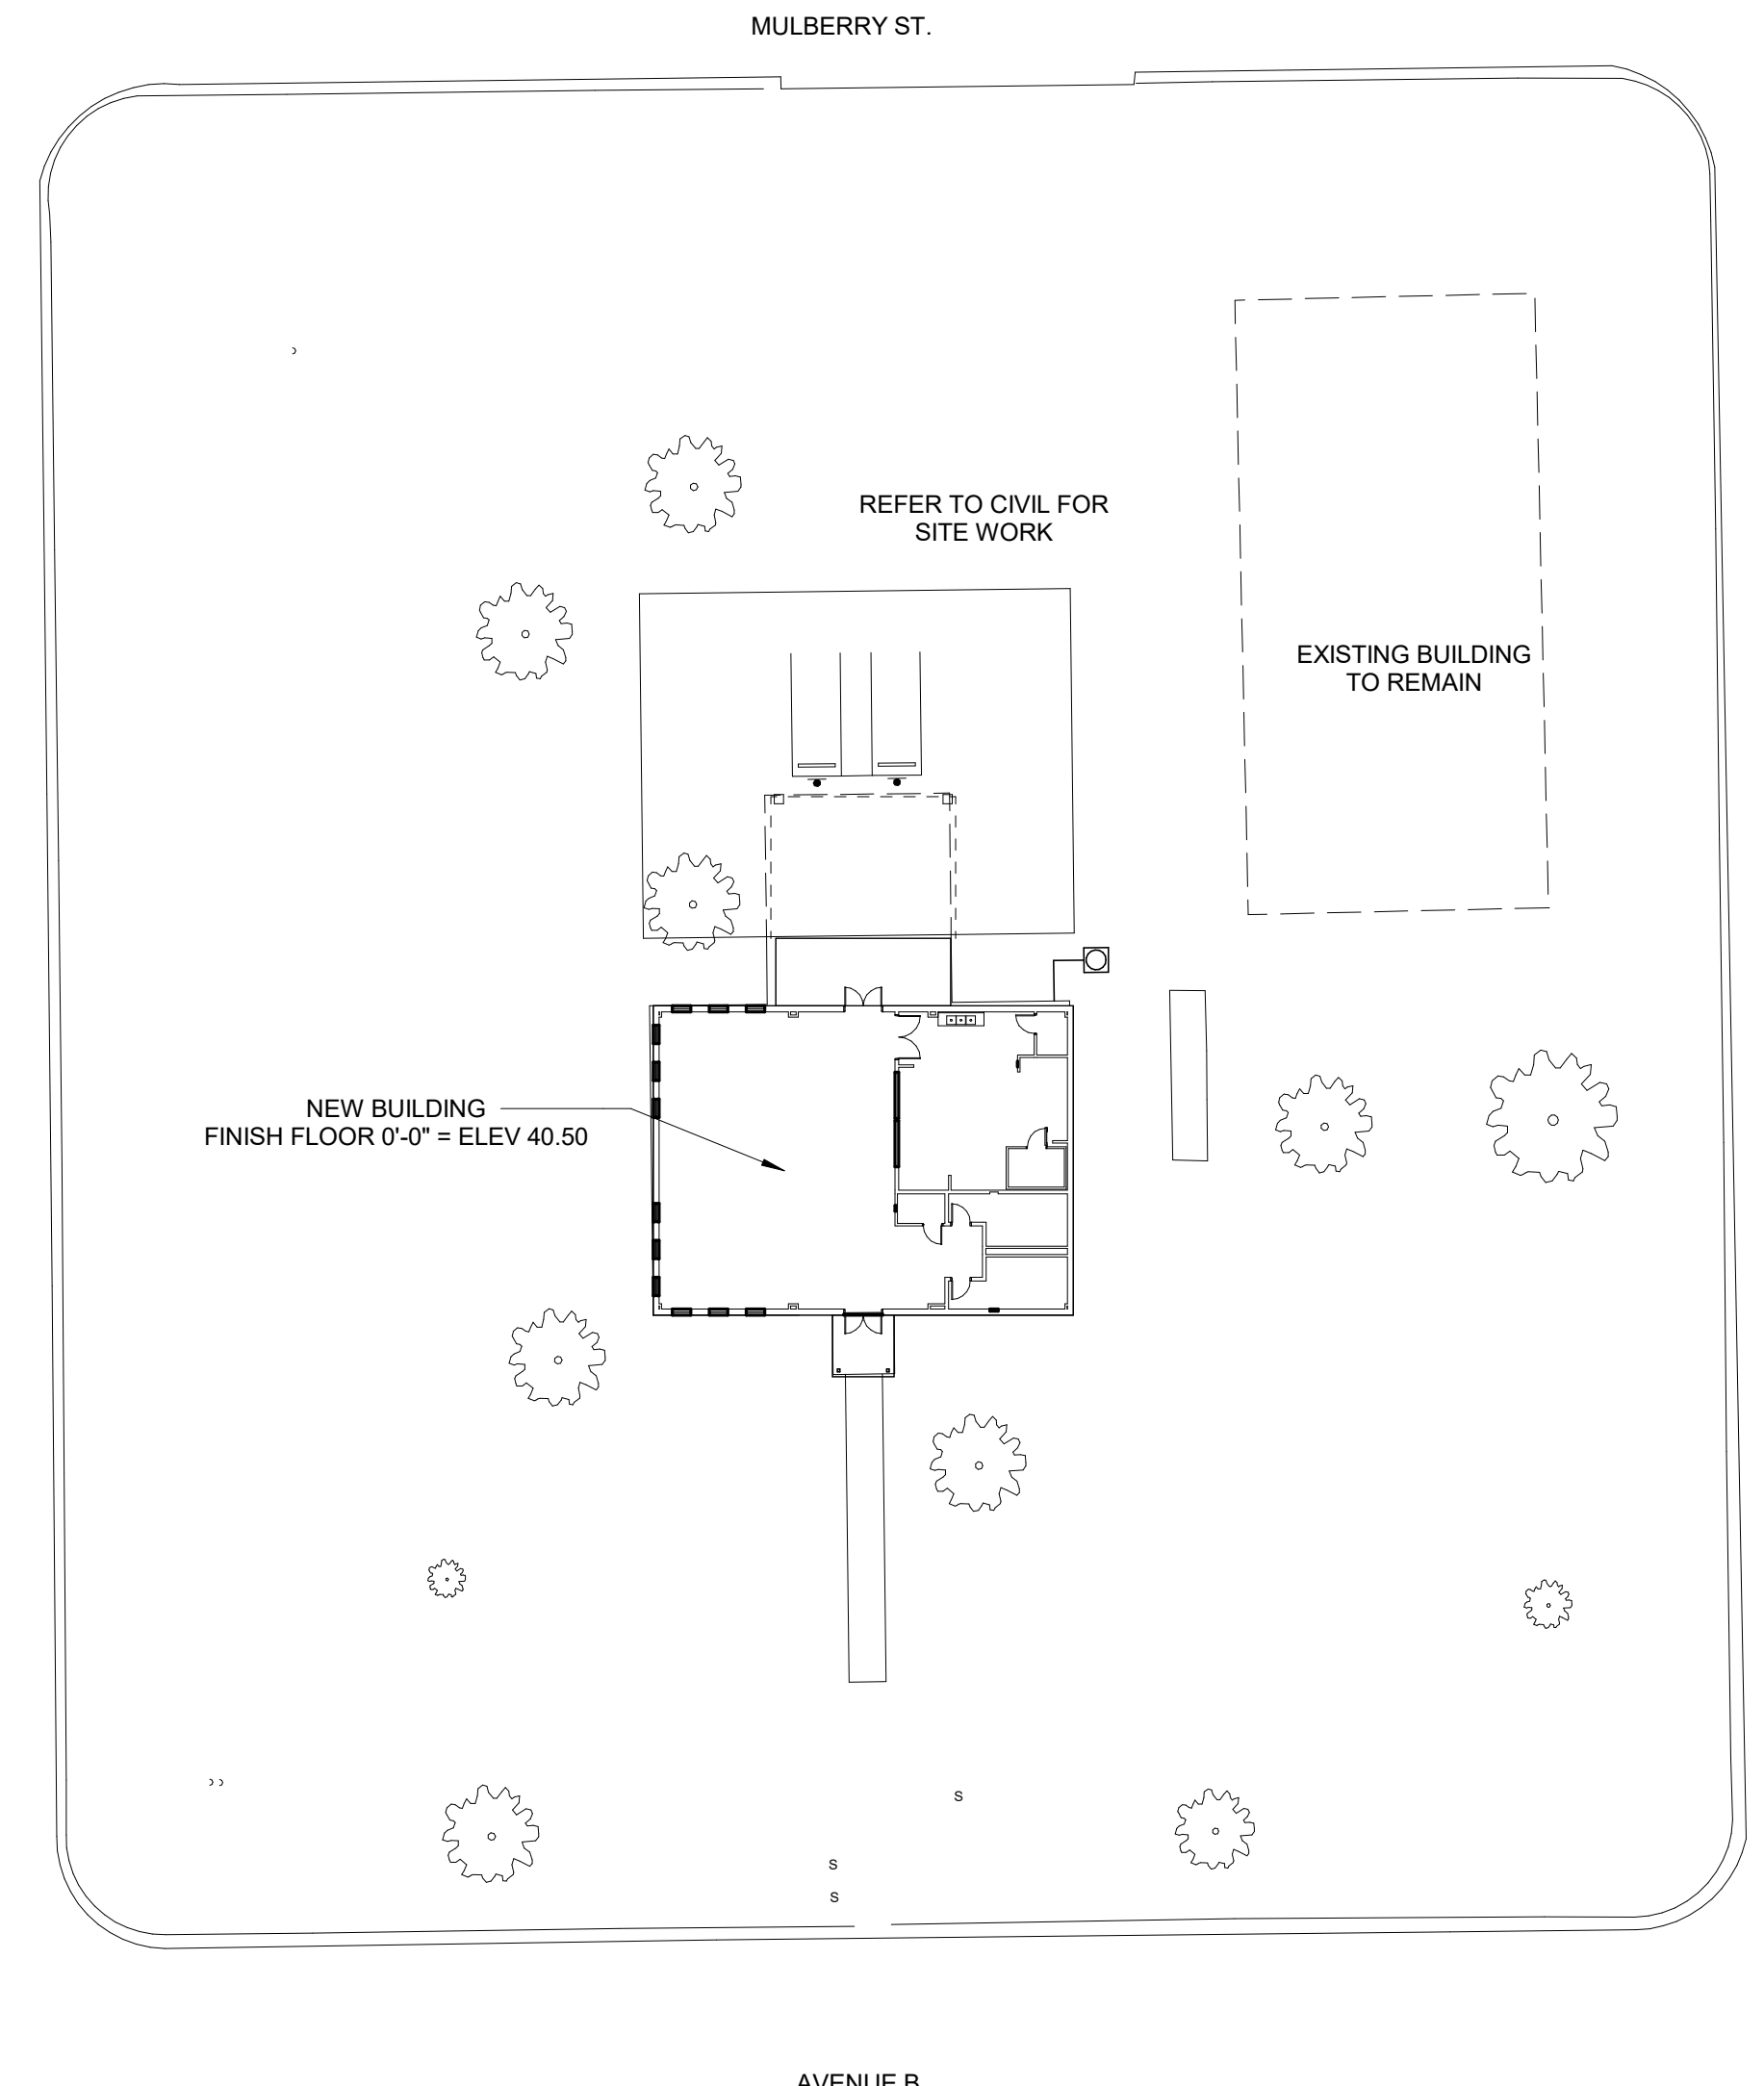 MULBERRY ST.
REFER TO CIVIL FOR
SITE WORK
EXISTING BUILDING
TO REMAIN
NEW BUILDING
FINISH FLOOR 0'-0" = ELEV 40.50
S
S
S
AVENUE B